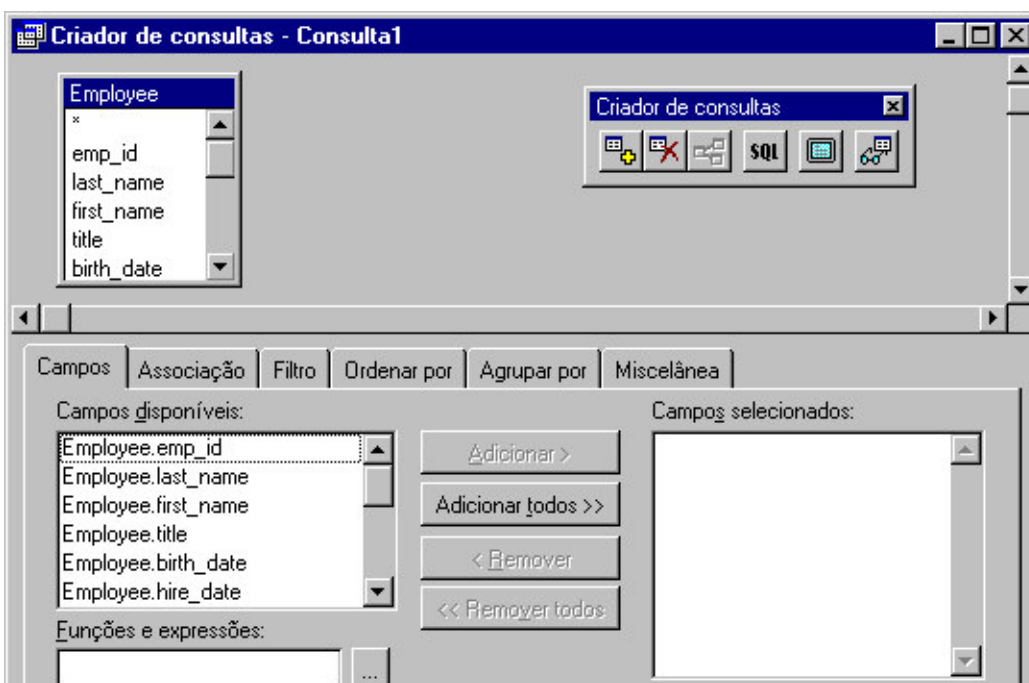 Criador de consultas - Consulta1
Employee
*
emp_id
last_name
first_name
title
birth_date
Criador de consultas
SQL
Campos
Associação
Filtro
Ordenar por
Agrupar por
Miscelânea
Campos disponíveis:
Employee.emp_id
Employee.last_name
Employee.first_name
Employee.title
Employee.birth_date
Employee.hire_date
Adicionar >
Adicionar todos >>
< Remover
<< Remover todos
Campos selecionados:
Funções e expressões:
...